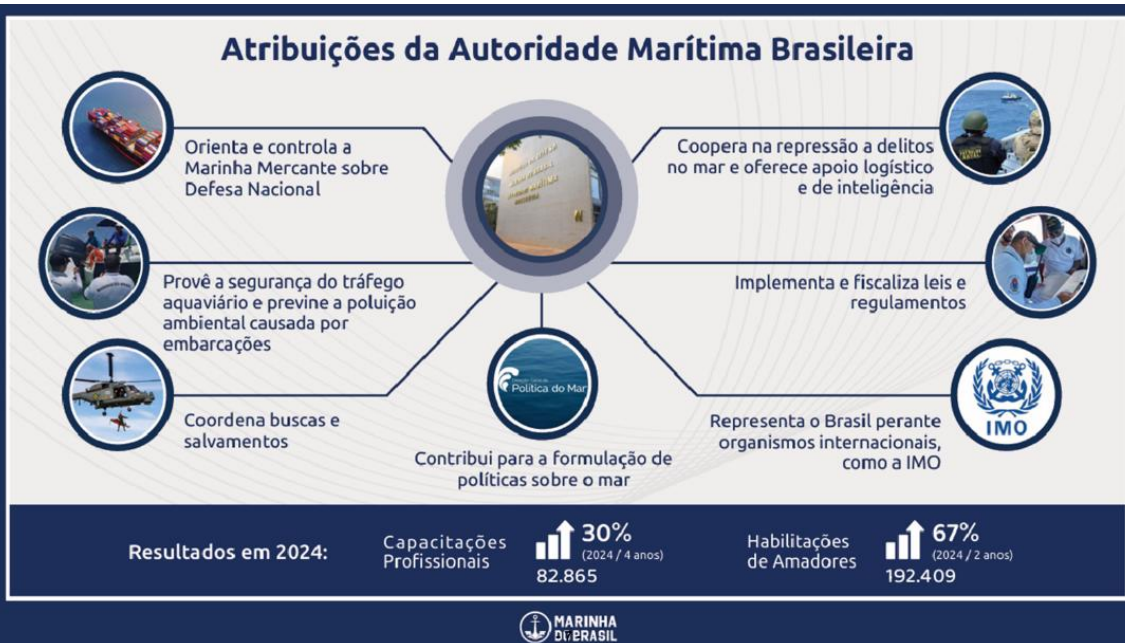 Atribuições da Autoridade Marítima Brasileira
Orienta e controla a
Marinha Mercante sobre
Defesa Nacional
Coopera na repressão a delitos
no mar e oferece apoio logístico
e de inteligência
Provê a segurança do tráfego
aquaviário e previne a poluição
ambiental causada por
embarcações
Implementa e fiscaliza leis e
regulamentos
Coordena buscas e
salvamentos
Política do Mar
Contribui para a formulação de
políticas sobre o mar
IMO
Representa o Brasil perante
organismos internacionais,
como a IMO
Resultados em 2024:
Capacitações
Profissionais
30%
(2024 / 4 anos)
82.865
Habilitações
de Amadores
67%
(2024 / 2 anos)
192.409
MARINHA
DO BRASIL